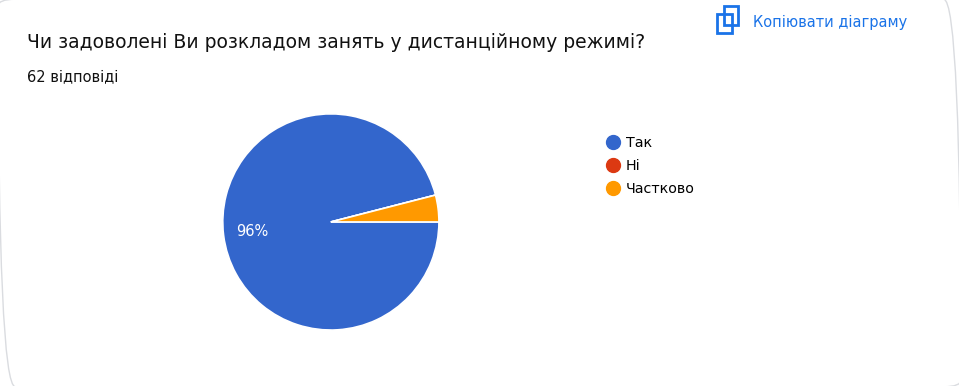 Копіювати діаграму
Чи задоволені Ви розкладом занять у дистанційному режимі?
62 відповіді
Так
Ні
Частково
96%